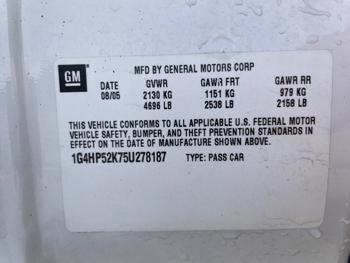 GM
MFD BY GENERAL MOTORS CORP
DATE GVWR GAWR FRT GAWR RR
08/05 2130 KG 1151 KG 979 KG
4696 LB 2538 LB 2158 LB
THIS VEHICLE CONFORMS TO ALL APPLICABLE U.S. FEDERAL MOTOR
VEHICLE SAFETY, BUMPER, AND THEFT PREVENTION STANDARDS IN
EFFECT ON THE DATE OF MANUFACTURE SHOWN ABOVE.
1G4HP52K75U278187 TYPE: PASS CAR